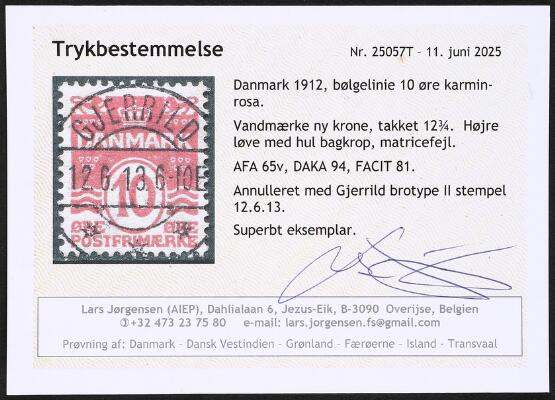 Trykbestemmelse
Nr. 25057T – 11. juni 2025
Danmark 1912, bølgelinie 10 øre karmin-
rosa.
Vandmærke ny krone, takket 12¾. Højre
løve med hul bagkrop, matricefejl.
AFA 65v, DAKA 94, FACIT 81.
Annulleret med Gjerrild brotype II stempel
12.6.13.
Superbt eksemplar.
GJERRILD
DANMARK
12.6.13.6-10E
10
ØRE ØRE
POSTFRIMÆRKE
Lars Jørgensen (AIEP), Dahlialaan 6, Jezus-Eik, B-3090 Overijse, Belgien
✆+32 473 23 75 80 e-mail: lars.jorgensen.fs@gmail.com
Prøvning af: Danmark - Dansk Vestindien - Grønland - Færøerne - Island - Transvaal